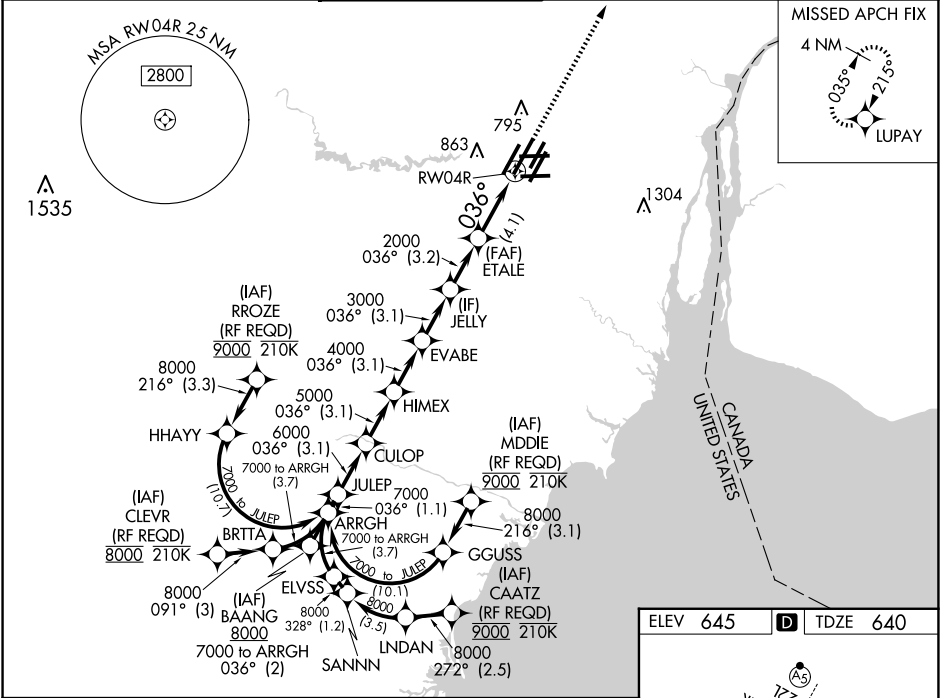 MSA RW04R 25 NM
2800
MISSED APCH FIX
4 NM
035°
215°
LUPAY
795
863
RW04R
1535
1304
036°
(4.1)
2000
036° (3.2)
(FAF)
ETALE
(IAF)
RROZE
(RF REQD)
9000 210K
3000
036° (3.1)
(IF)
JELLY
8000
216° (3.3)
4000
036° (3.1)
EVABE
5000
036° (3.1)
HIMEX
HHAYY
6000
036° (3.1)
CULOP
(IAF)
MDDIE
(RF REQD)
9000 210K
CANADA
UNITED STATES
7000 to ARRGH
(3.7)
7000 to JULEP
(10.7)
JULEP
7000
036° (1.1)
8000
216° (3.1)
(IAF)
CLEVR
(RF REQD)
8000 210K
BRTTA
ARRGH
7000 to ARRGH
(3.7)
7000 to JULEP
(10.1)
GGUSS
8000
091° (3)
(IAF)
BAANG
8000
7000 to ARRGH
036° (2)
ELVSS
8000
328° (1.2)
SANNN
8000
(3.5)
LNDAN
(IAF)
CAATZ
(RF REQD)
9000 210K
8000
272° (2.5)
ELEV 645
D
TDZE 640
A5